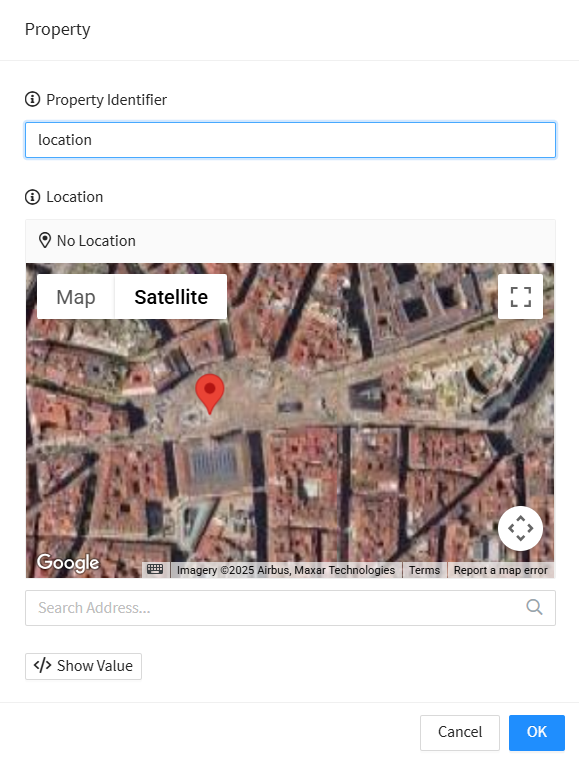 Property
Property Identifier
location
Location
No Location
Map Satellite
Google
Imagery ©2025 Airbus, Maxar Technologies Terms Report a map error
Search Address...
</> Show Value
Cancel OK